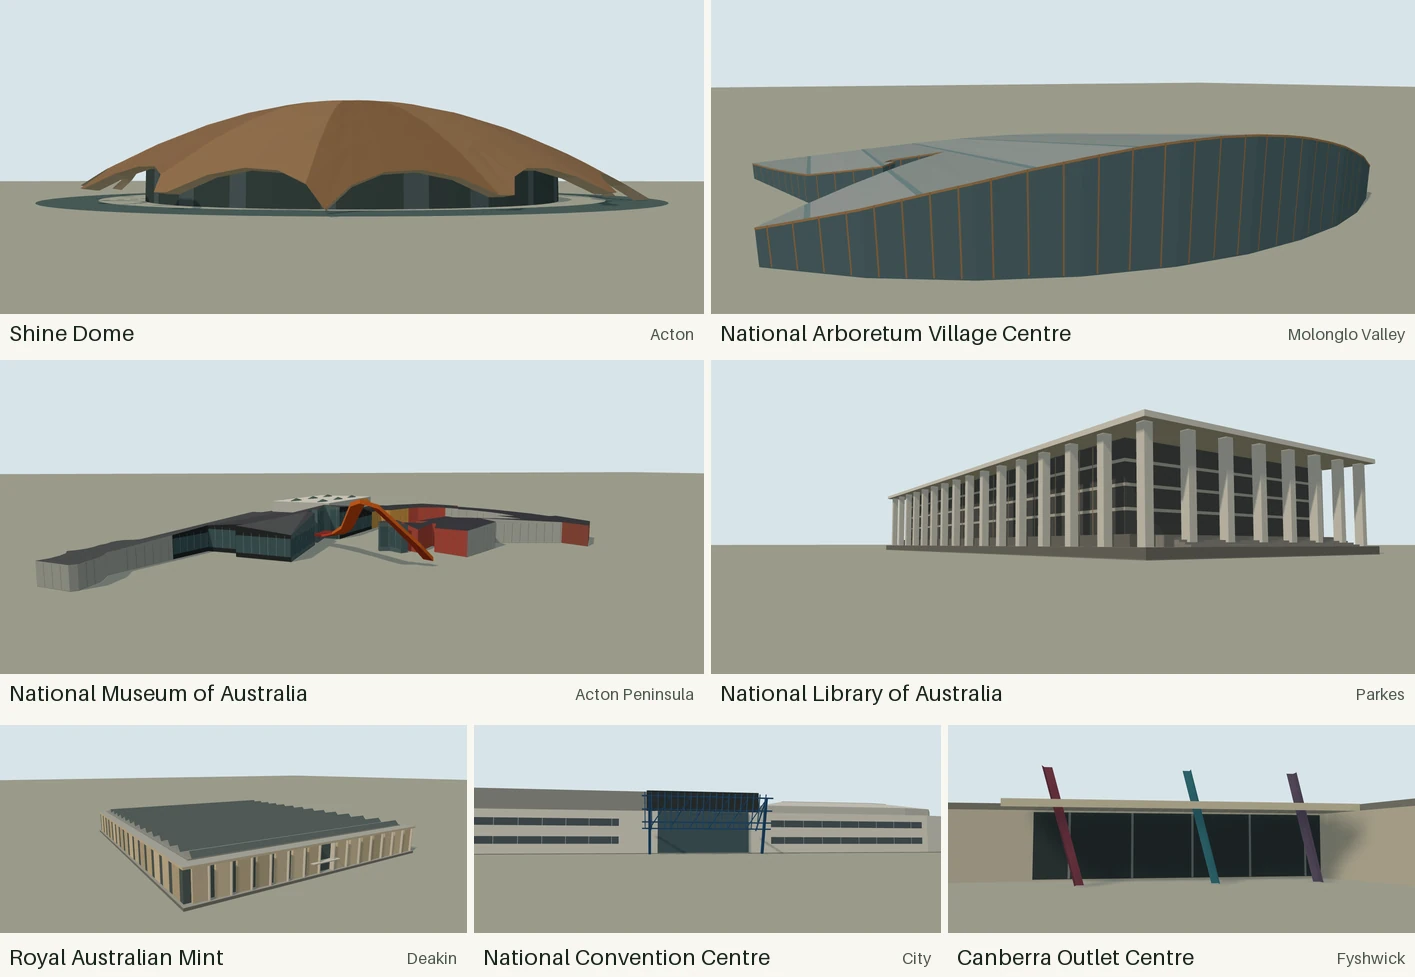 Shine Dome
Acton
National Arboretum Village Centre
Molonglo Valley
National Museum of Australia
Acton Peninsula
National Library of Australia
Parkes
Royal Australian Mint
Deakin
National Convention Centre
City
Canberra Outlet Centre
Fyshwick